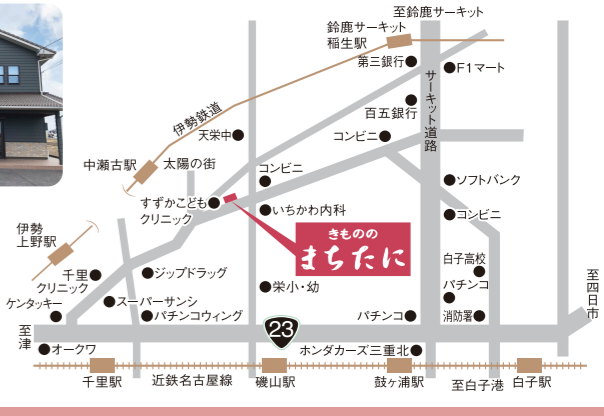 至鈴鹿サーキット
鈴鹿サーキット
稲生駅
第三銀行
F1マート
サーキット道路
百五銀行
伊勢鉄道
天栄中
コンビニ
中瀬古駅
太陽の街
コンビニ
ソフトバンク
すずかこども
クリニック
いちかわ内科
コンビニ
きものの
まちたに
伊勢
上野駅
白子高校
千里
クリニック
ジップドラッグ
パチンコ
栄小・幼
至四日市
ケンタッキー
スーパーサンシ
パチンコウィング
パチンコ
消防署
23
至津
オークワ
ホンダカーズ三重北
千里駅
近鉄名古屋線
磯山駅
鼓ヶ浦駅
至白子港
白子駅